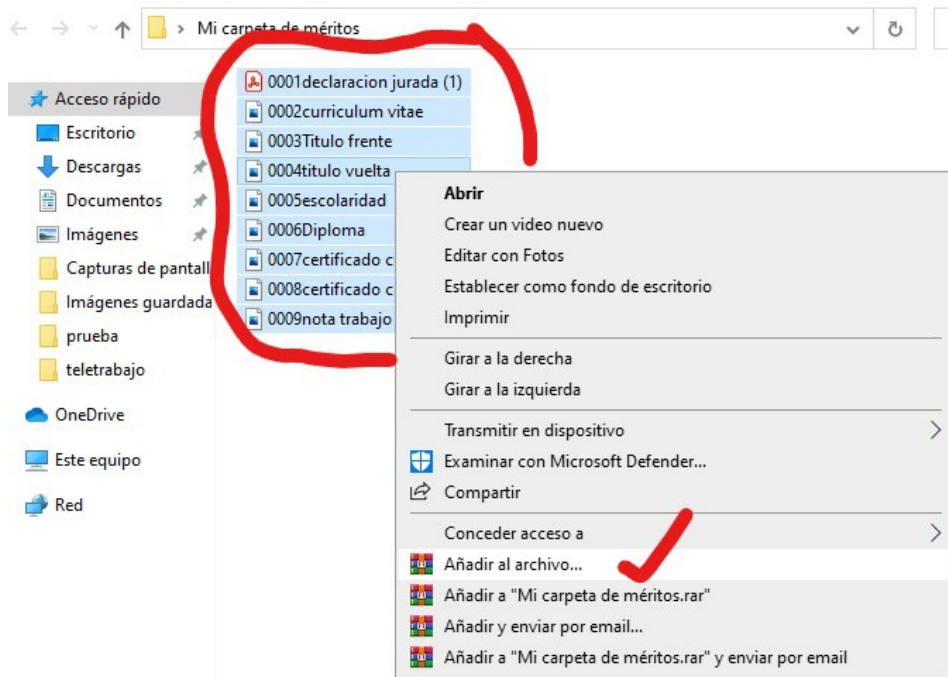 Mi carpeta de méritos
Acceso rápido
Escritorio
Descargas
Documentos
Imágenes
Capturas de pantall
Imágenes guardada
prueba
teletrabajo
OneDrive
Este equipo
Red
0001declaracion jurada (1)
0002curriculum vitae
0003Titulo frente
0004titulo vuelta
0005escolaridad
0006Diploma
0007certificado c
0008certificado c
0009nota trabajo
Abrir
Crear un video nuevo
Editar con Fotos
Establecer como fondo de escritorio
Imprimir
Girar a la derecha
Girar a la izquierda
Transmitir en dispositivo
Examinar con Microsoft Defender...
Compartir
Conceder acceso a
Añadir al archivo...
Añadir a "Mi carpeta de méritos.rar"
Añadir y enviar por email...
Añadir a "Mi carpeta de méritos.rar" y enviar por email